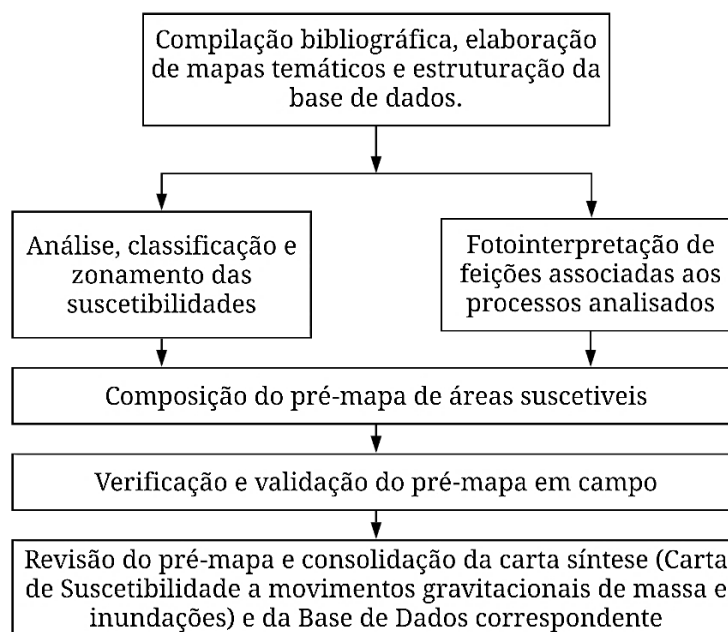 Compilação bibliográfica, elaboração
de mapas temáticos e estruturação da
base de dados.
Análise, classificação e
zonamento das
suscetibilidades
Fotointerpretação de
feições associadas aos
processos analisados
Composição do pré-mapa de áreas suscetiveis
Verificação e validação do pré-mapa em campo
Revisão do pré-mapa e consolidação da carta síntese (Carta
de Suscetibilidade a movimentos gravitacionais de massa e
inundações) e da Base de Dados correspondente